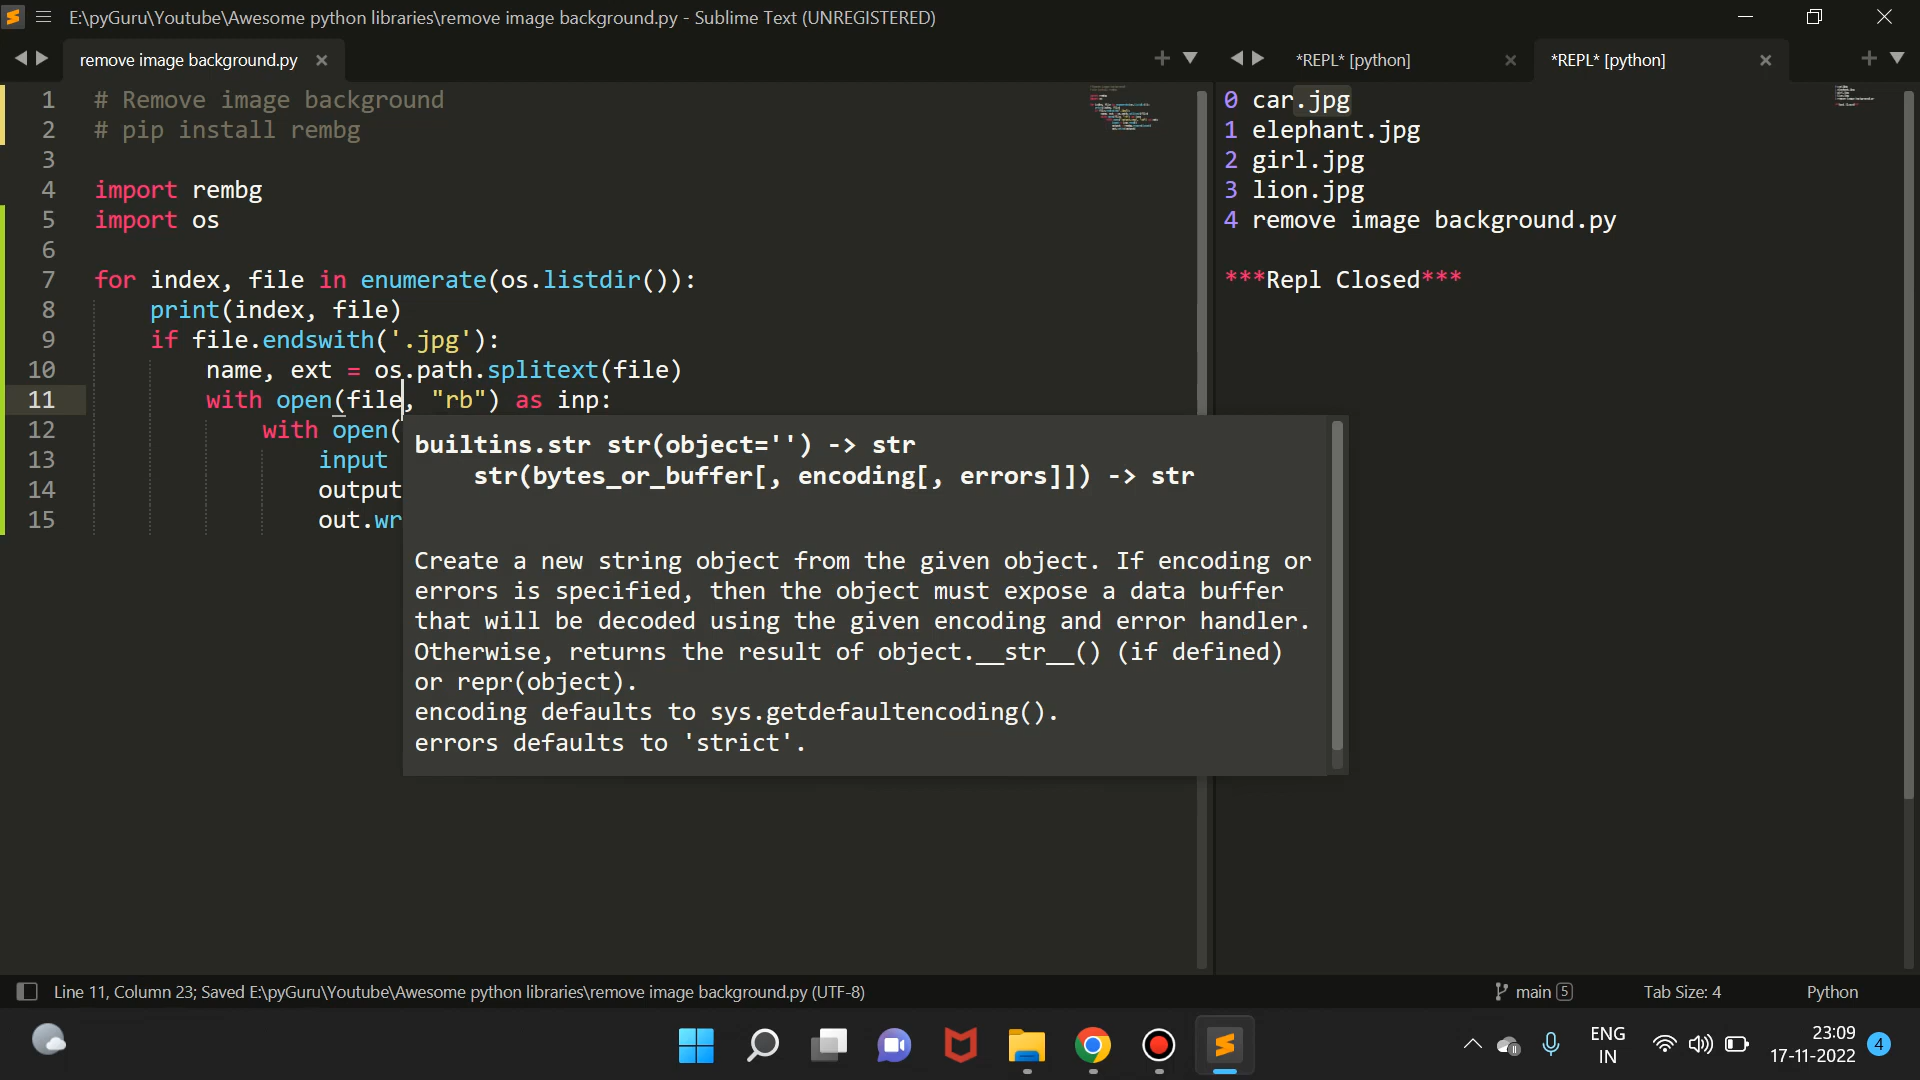 E:\pyGuru\Youtube\Awesome python libraries\remove image background.py - Sublime Text (UNREGISTERED)
remove image background.py
*REPL* [python]
*REPL* [python]
1 # Remove image background
2 # pip install rembg
3
4 import rembg
5 import os
6
7 for index, file in enumerate(os.listdir()):
8 print(index, file)
9 if file.endswith('.jpg'):
10 name, ext = os.path.splitext(file)
11 with open(file, "rb") as inp:
12 with open(
13 input
14 output
15 out.wr
builtins.str str(object='') -> str
str(bytes_or_buffer[, encoding[, errors]]) -> str
Create a new string object from the given object. If encoding or
errors is specified, then the object must expose a data buffer
that will be decoded using the given encoding and error handler.
Otherwise, returns the result of object.__str__() (if defined)
or repr(object).
encoding defaults to sys.getdefaultencoding().
errors defaults to 'strict'.
0 car.jpg
1 elephant.jpg
2 girl.jpg
3 lion.jpg
4 remove image background.py
***Repl Closed***
Line 11, Column 23; Saved E:\pyGuru\Youtube\Awesome python libraries\remove image background.py (UTF-8)
main 5
Tab Size: 4
Python
ENG
IN
23:09
17-11-2022
4